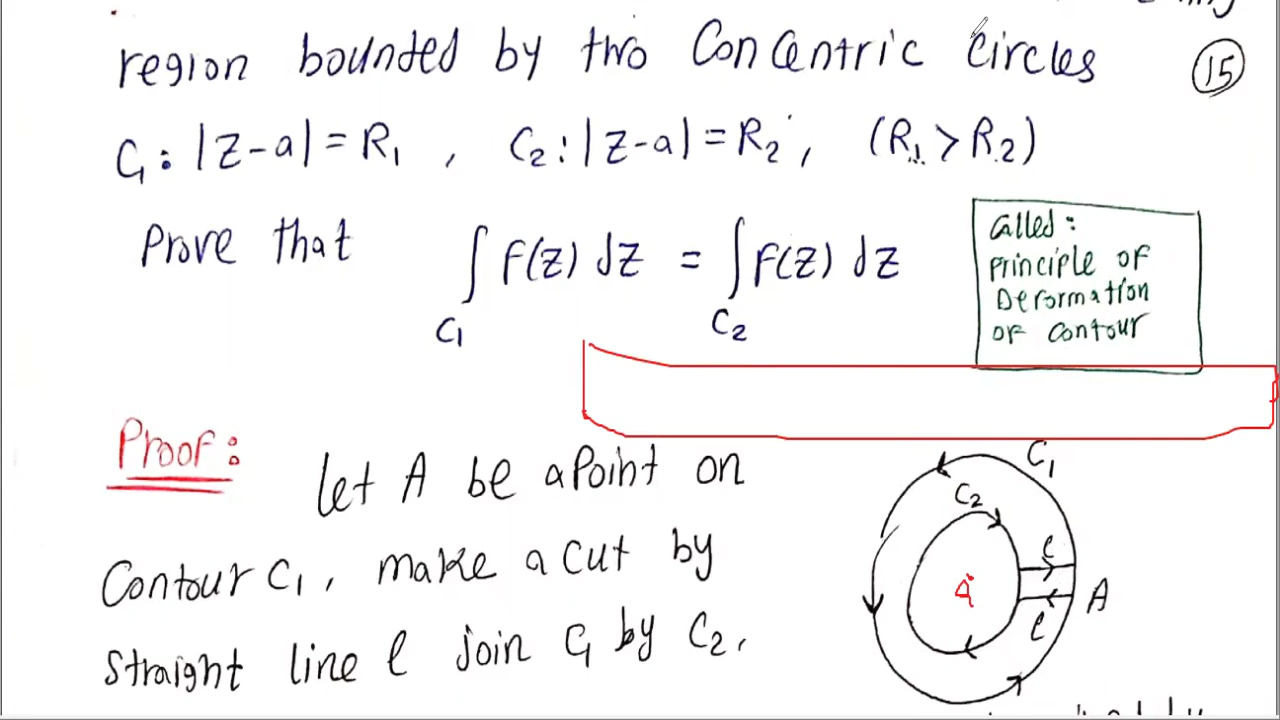 region bounded by two Concentric Circles
15
C1 : |z-a| = R1 , C2 : |z-a| = R2 , (R1 > R2)
Prove that ∫C1 F(z) dz = ∫C2 F(z) dz
Called :
Principle of
Deformation
of contour
Proof :
let A be a Point on
Contour C1 , make a cut by
Straight line l join C1 by C2 .
C1
C2
l
A
l
a